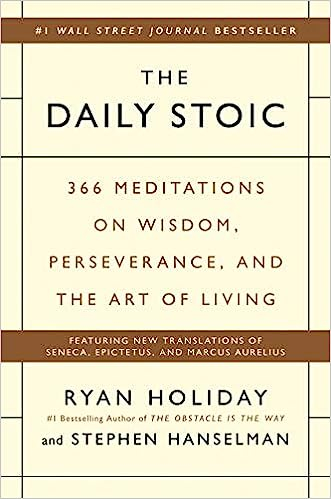 #1 WALL STREET JOURNAL BESTSELLER
THE
DAILY STOIC
366 MEDITATIONS
ON WISDOM,
PERSEVERANCE, AND
THE ART OF LIVING
FEATURING NEW TRANSLATIONS OF
SENECA, EPICTETUS, AND MARCUS AURELIUS
RYAN HOLIDAY
#1 Bestselling Author of THE OBSTACLE IS THE WAY
and STEPHEN HANSELMAN